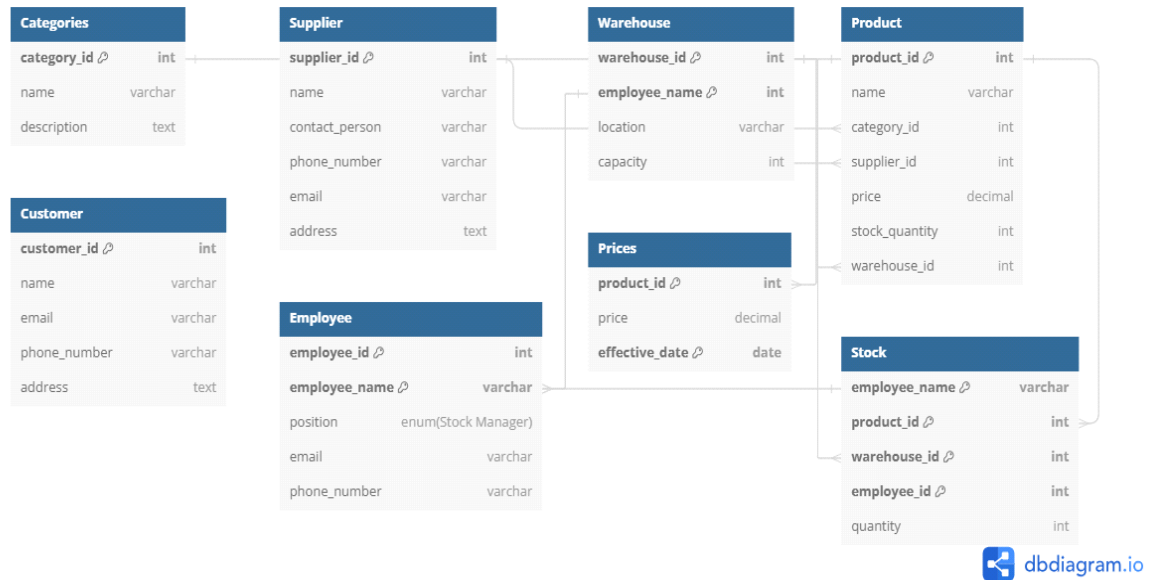 Categories
category_id int
name varchar
description text
Supplier
supplier_id int
name varchar
contact_person varchar
phone_number varchar
email varchar
address text
Warehouse
warehouse_id int
employee_name int
location varchar
capacity int
Product
product_id int
name varchar
category_id int
supplier_id int
price decimal
stock_quantity int
warehouse_id int
Customer
customer_id int
name varchar
email varchar
phone_number varchar
address text
Prices
product_id int
price decimal
effective_date date
Employee
employee_id int
employee_name varchar
position enum(Stock Manager)
email varchar
phone_number varchar
Stock
employee_name varchar
product_id int
warehouse_id int
employee_id int
quantity int
dbdiagram.io